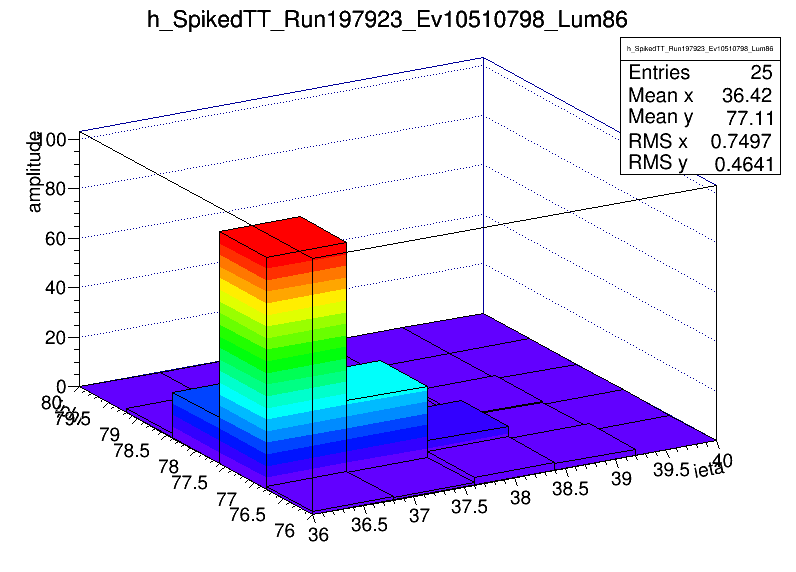 h_SpikedTT_Run197923_Ev10510798_Lum86
h_SpikedTT_Run197923_Ev10510798_Lum86
Entries 25
Mean x 36.42
Mean y 77.11
RMS x 0.7497
RMS y 0.4641
amplitude
100
80
60
40
20
0
80
79.5
79
78.5
78
77.5
77
76.5
76
36
36.5
37
37.5
38
38.5
39
39.5
40
ieta